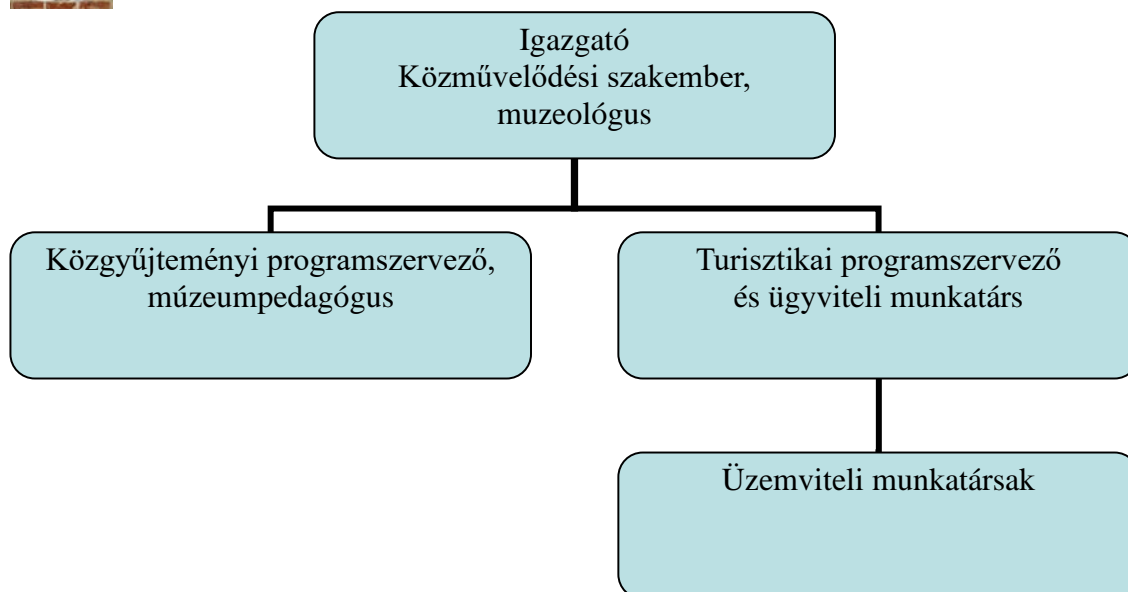 Igazgató
Közművelődési szakember,
muzeológus
Közgyűjteményi programszervező,
múzeumpedagógus
Turisztikai programszervező
és ügyviteli munkatárs
Üzemviteli munkatársak